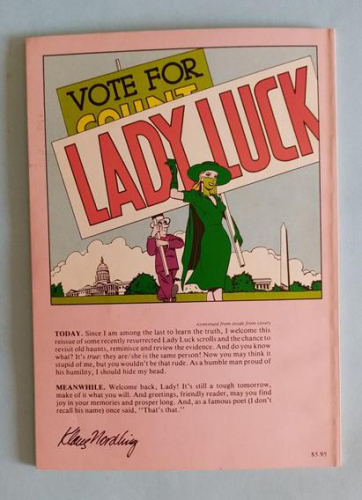 VOTE FOR
COUNT
LADY LUCK
(continued from inside front cover)
TODAY. Since I am among the last to learn the truth, I welcome this
reissue of some recently resurrected Lady Luck scrolls and the chance to
revisit old haunts, reminisce and review the evidence. And do you know
what? It's true: they are/she is the same person! Now you may think it
stupid of me, but you wouldn't be that rude. As a humble man proud of
his humility, I should hide my head.
MEANWHILE. Welcome back, Lady! It's still a tough tomorrow,
make of it what you will. And greetings, friendly reader, may you find
joy in your memories and prosper long. And, as a famous poet (I don't
recall his name) once said, "That's that."
Klaus Nordling
$5.95